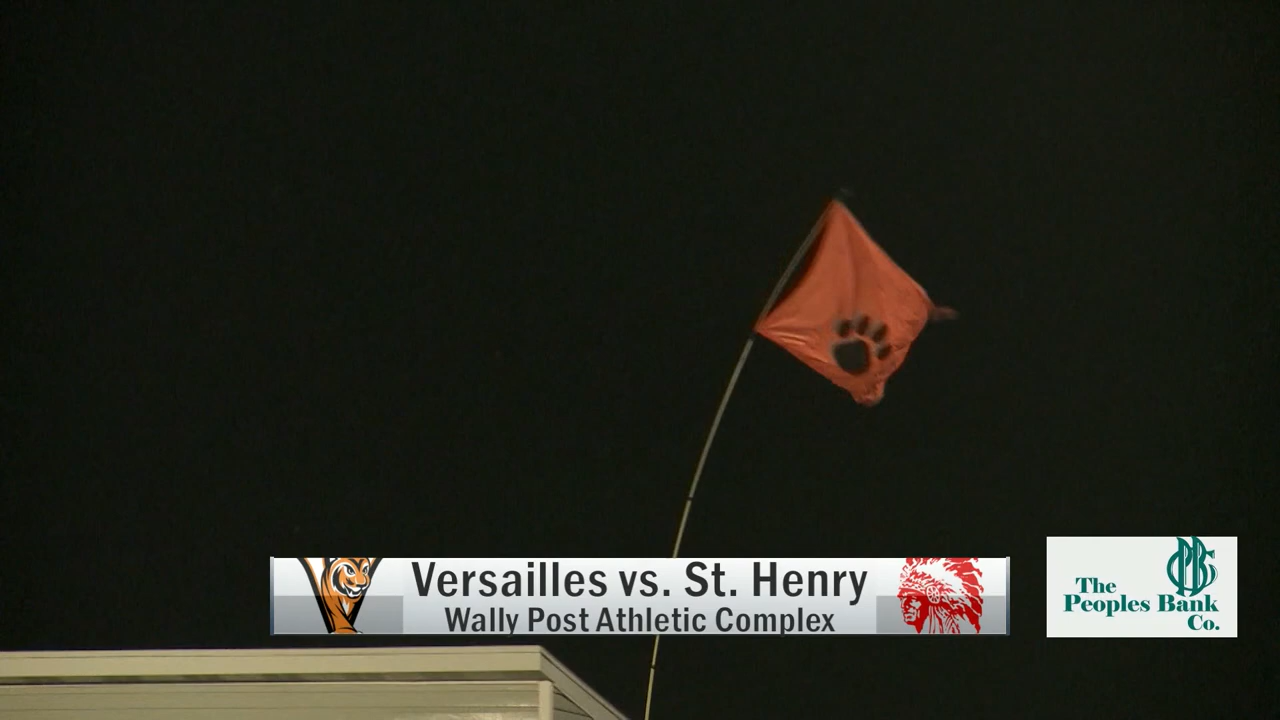 Versailles vs. St. Henry
Wally Post Athletic Complex
The
Peoples Bank
Co.